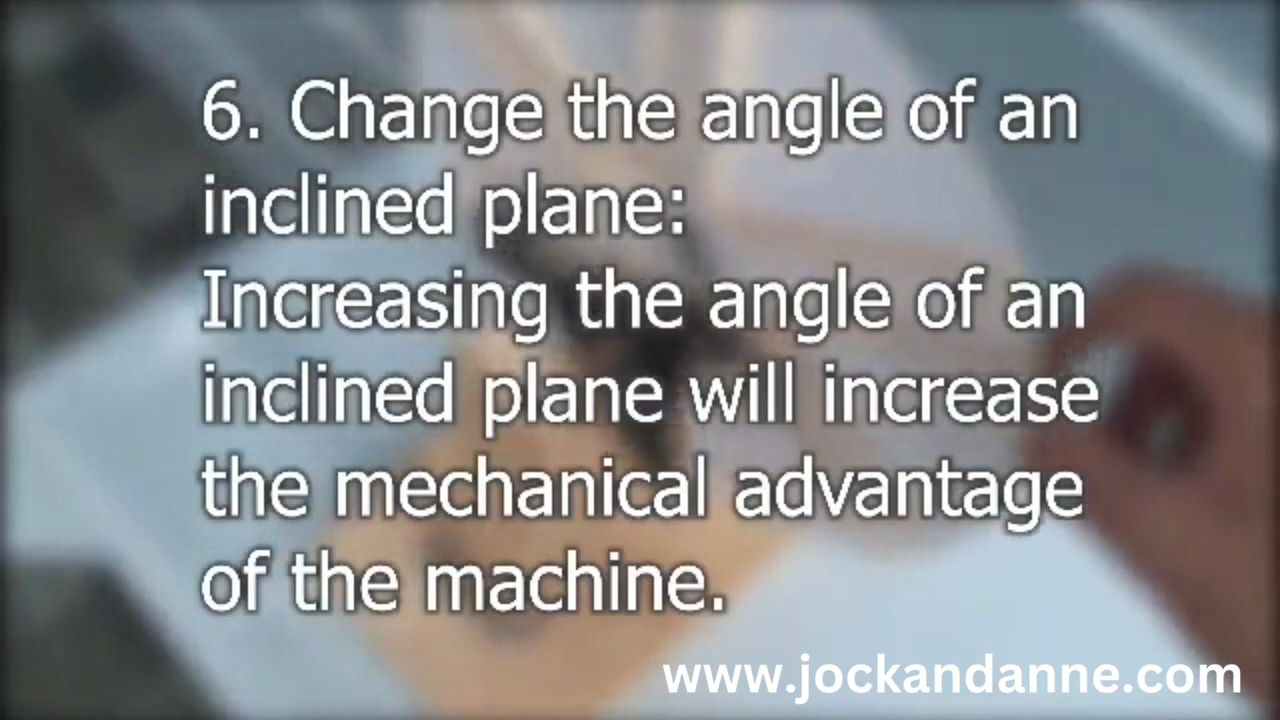 6. Change the angle of an
inclined plane:
Increasing the angle of an
inclined plane will increase
the mechanical advantage
of the machine.
www.jockandanne.com